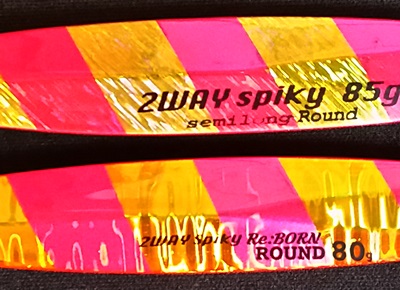 2WAY spiky 85g
semilong Round
2WAY spiky Re:BORN
ROUND 80g